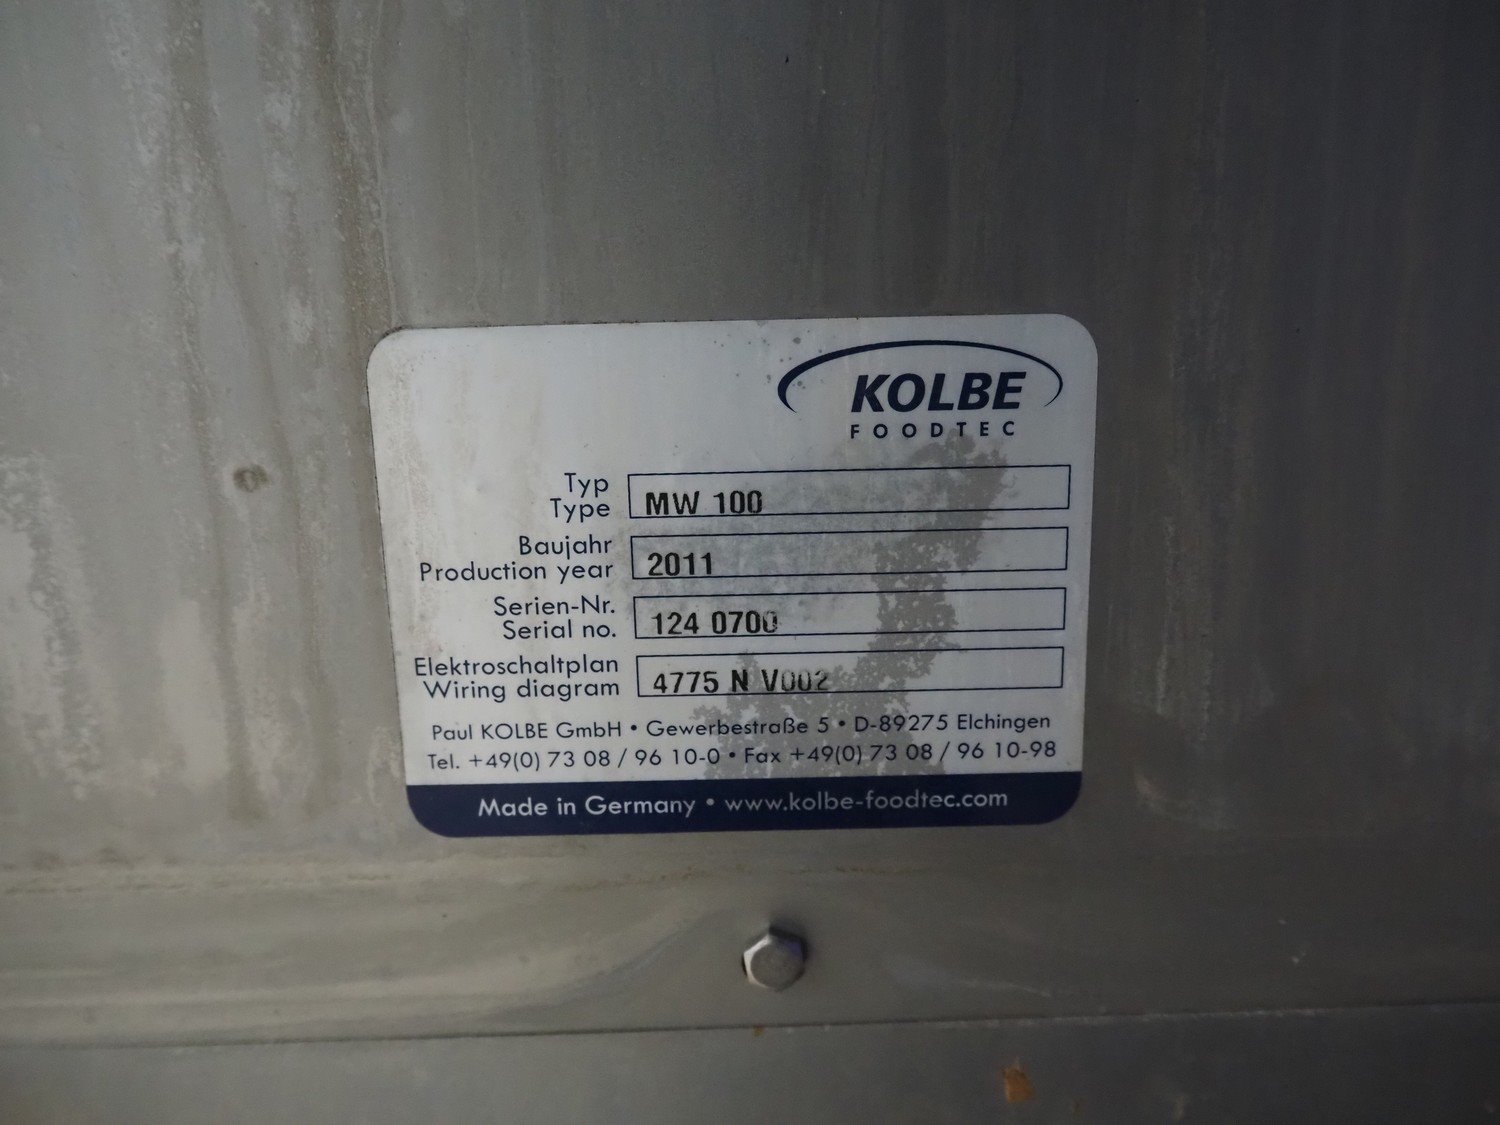 KOLBE
FOODTEC
Typ
Type
MW 100
Baujahr
Production year
2011
Serien-Nr.
Serial no.
124 0700
Elektroschaltplan
Wiring diagram
4775 N V002
Paul KOLBE GmbH • Gewerbestraße 5 • D-89275 Elchingen
Tel. +49(0) 73 08 / 96 10-0 • Fax +49(0) 73 08 / 96 10-98
Made in Germany • www.kolbe-foodtec.com